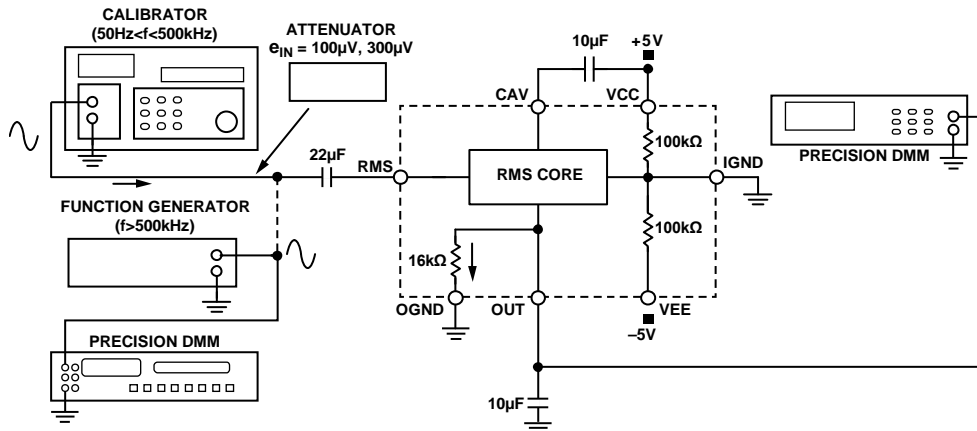 CALIBRATOR
(50Hz<f<500kHz)
ATTENUATOR
eIN = 100µV, 300µV
10µF
+5V
CAV
VCC
100kΩ
IGND
PRECISION DMM
22µF
RMS
RMS CORE
FUNCTION GENERATOR
(f>500kHz)
100kΩ
16kΩ
OGND
OUT
VEE
–5V
PRECISION DMM
10µF